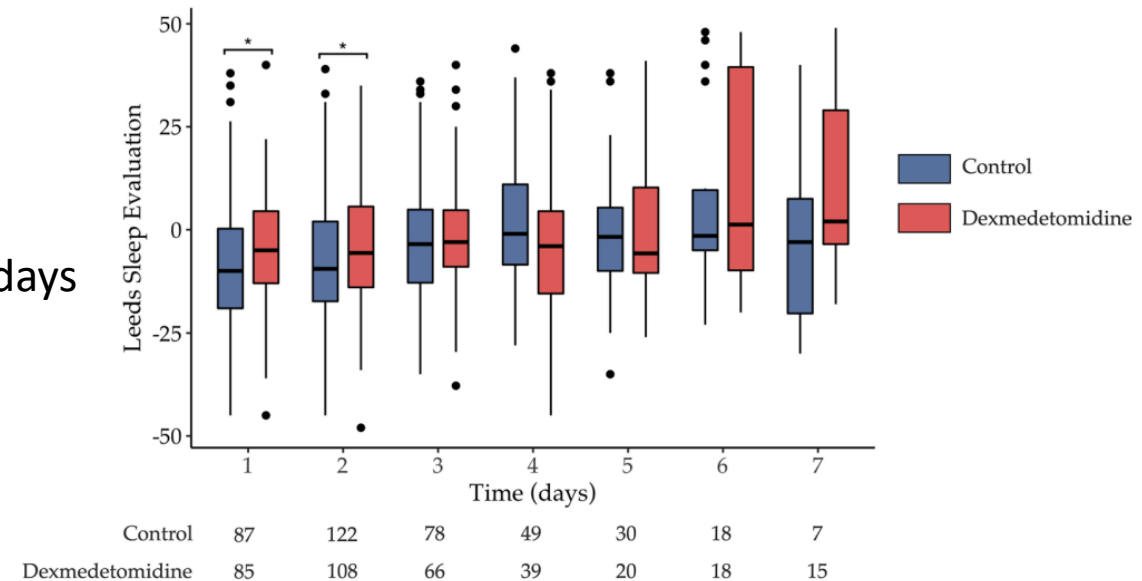 50
* *
25
0
-25
-50
Leeds Sleep Evaluation
days
1 2 3 4 5 6 7
Time (days)
Control
Dexmedetomidine
Control 87 122 78 49 30 18 7
Dexmedetomidine 85 108 66 39 20 18 15